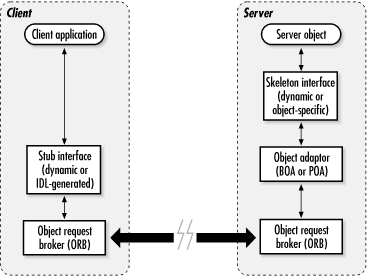 Client
Client application
Stub interface
(dynamic or
IDL-generated)
Object request
broker (ORB)
Server
Server object
Skeleton interface
(dynamic or
object-specific)
Object adaptor
(BOA or POA)
Object request
broker (ORB)